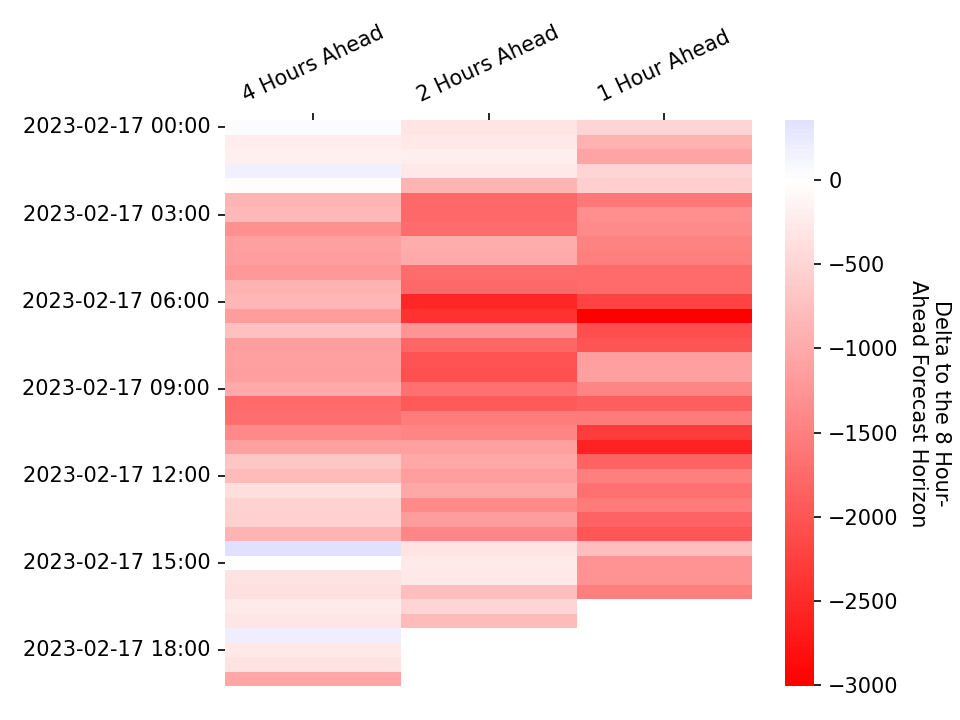 4 Hours Ahead
2 Hours Ahead
1 Hour Ahead
2023-02-17 00:00
2023-02-17 03:00
2023-02-17 06:00
2023-02-17 09:00
2023-02-17 12:00
2023-02-17 15:00
2023-02-17 18:00
0
−500
−1000
−1500
−2000
−2500
−3000
Delta to the 8 Hour-
Ahead Forecast Horizon